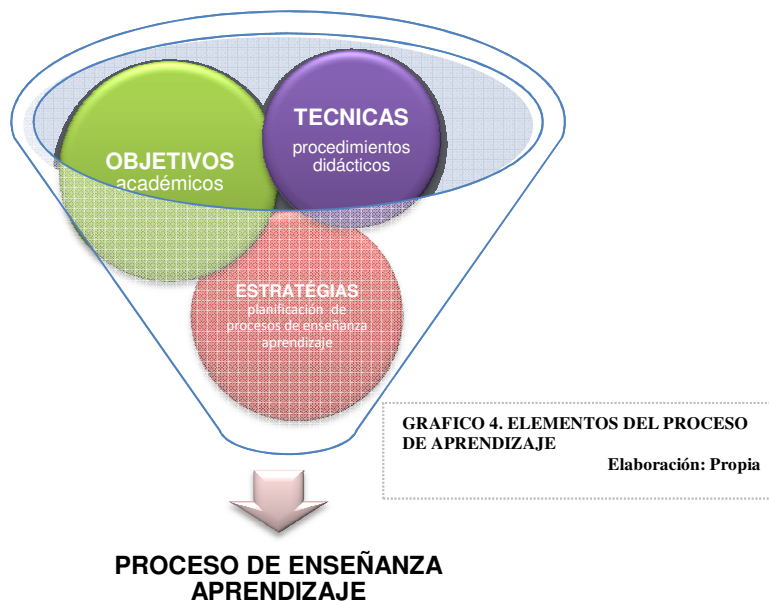 OBJETIVOS
académicos
TECNICAS
procedimientos
didácticos
ESTRATÉGIAS
planificación de
procesos de enseñanza
aprendizaje
GRAFICO 4. ELEMENTOS DEL PROCESO
DE APRENDIZAJE
Elaboración: Propia
PROCESO DE ENSEÑANZA
APRENDIZAJE